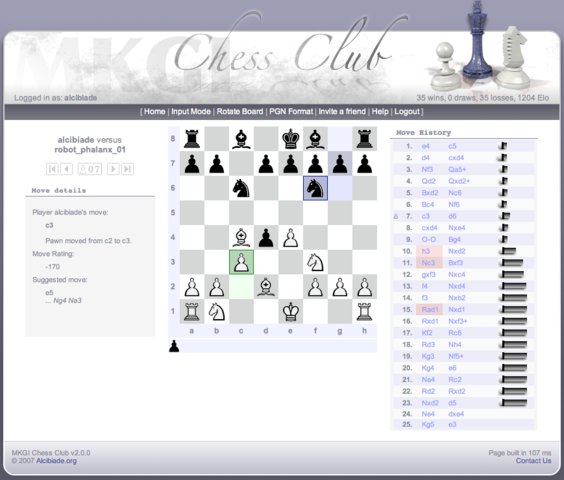 MKGI Chess Club
Logged in as: alcibiade
35 wins, 0 draws, 35 losses, 1204 Elo
[ Home | Input Mode | Rotate Board | PGN Format | Invite a friend | Help | Logout ]
alcibiade versus
robot_phalanx_01
07
Move details
Player alcibiade's move:
c3
Pawn moved from c2 to c3.
Move Rating:
-170
Suggested move:
e5
... Ng4 Na3
8
7
6
5
4
3
2
1
a b c d e f g h
Move History
1. e4 c5
2. d4 cxd4
3. Nf3 Qa5+
4. Qd2 Qxd2+
5. Bxd2 Nc6
6. Bc4 Nf6
7. c3 d6
8. cxd4 Nxe4
9. O-O Bg4
10. h3 Nxd2
11. Nc3 Bxf3
12. gxf3 Nxc4
13. f4 Nxd4
14. f3 Nxb2
15. Rad1 Nxd1
16. Rxd1 Nxf3+
17. Kf2 Rc8
18. Rd3 Nh4
19. Kg3 Nf5+
20. Kg4 e6
21. Ne4 Rc2
22. Rd2 Rxd2
23. Nxd2 d5
24. Ne4 dxe4
25. Kg5 e3
MKGI Chess Club v2.0.0
© 2007 Alcibiade.org
Page built in 107 ms
Contact Us